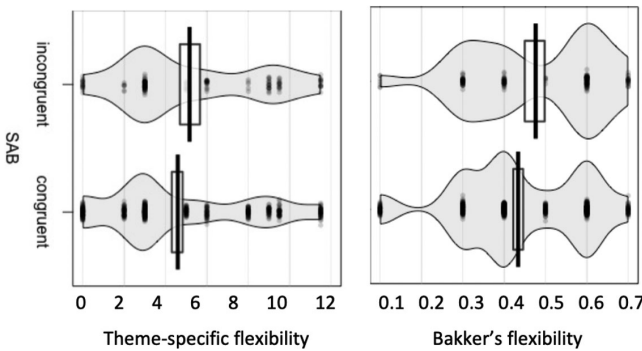 SAB
incongruent
congruent
0 2 4 6 8 10 12
Theme-specific flexibility
0.1 0.2 0.3 0.4 0.5 0.6 0.7
Bakker's flexibility